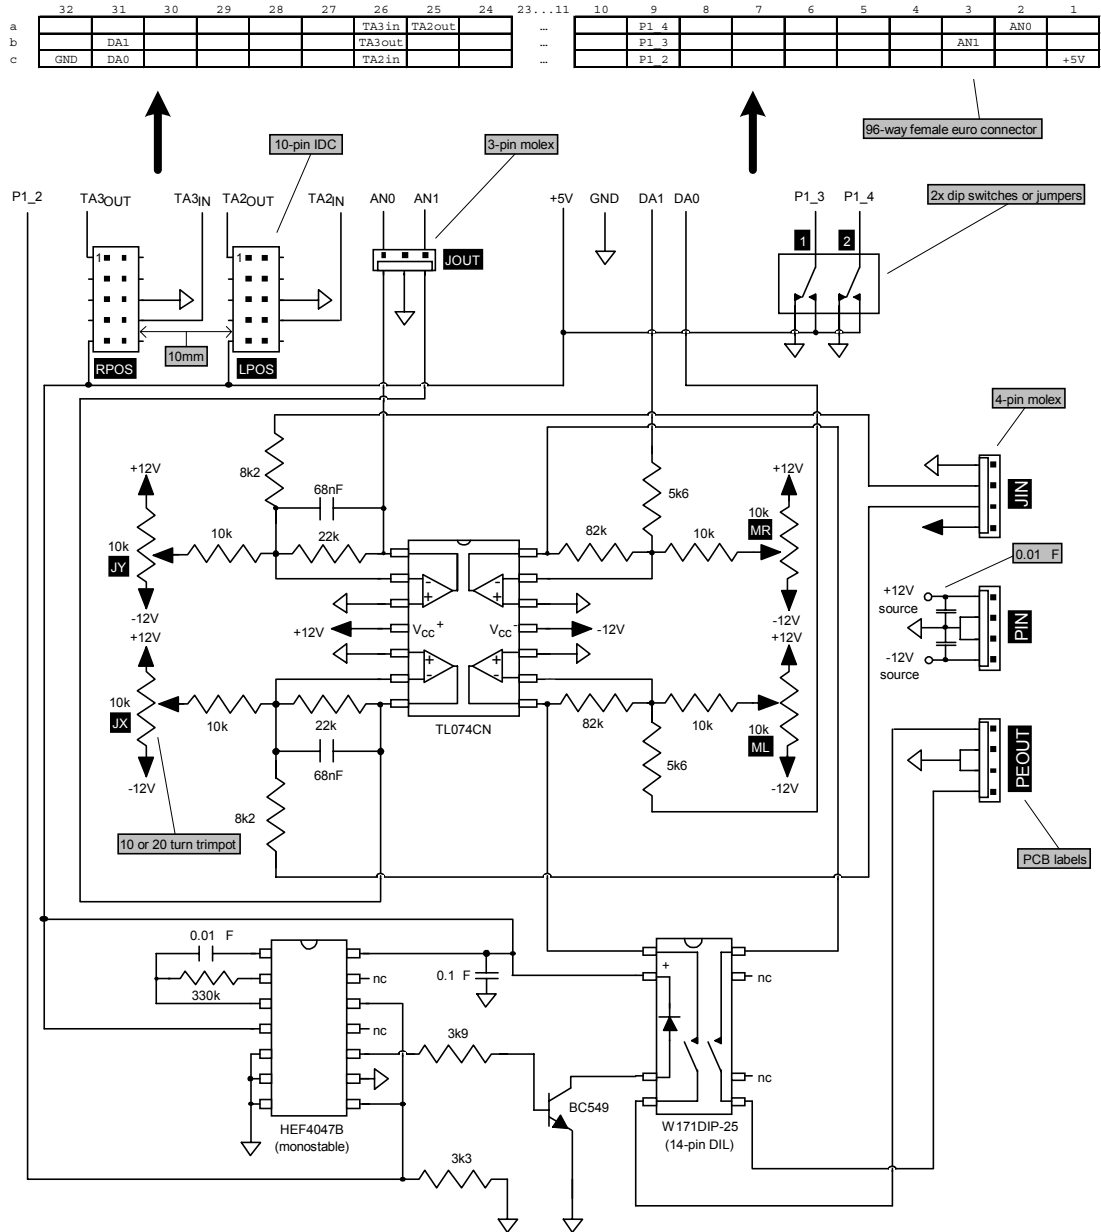 32 31 30 29 28 27 26 25 24 23...11 10 9 8 7 6 5 4 3 2 1
a TA3in TA2out ... P1_4 AN0
b DA1 TA3out P1_3 AN1
c GND DA0 TA2in ... P1_2 +5V
96-way female euro connector
10-pin IDC
3-pin molex
P1_2 TA3OUT TA3IN TA2OUT TA2IN AN0 AN1 +5V GND DA1 DA0 P1_3 P1_4
2x dip switches or jumpers
1 2
1 1
JOUT
10mm
RPOS LPOS
4-pin molex
JIN
8k2
+12V
68nF
5k6
+12V
10k
22k
82k
10k
10k
MR
10k
JY
0.01 F
+12V
source
PIN
-12V
source
-12V
+12V
+12V
VCC+
VCC-
-12V
-12V
+12V
10k
JX
10k
22k
TL074CN
82k
10k
10k
ML
68nF
5k6
-12V
-12V
8k2
PEOUT
10 or 20 turn trimpot
PCB labels
0.01 F
330k
nc
0.1 F
+
nc
nc
3k9
nc
BC549
HEF4047B
(monostable)
W171DIP-25
(14-pin DIL)
3k3